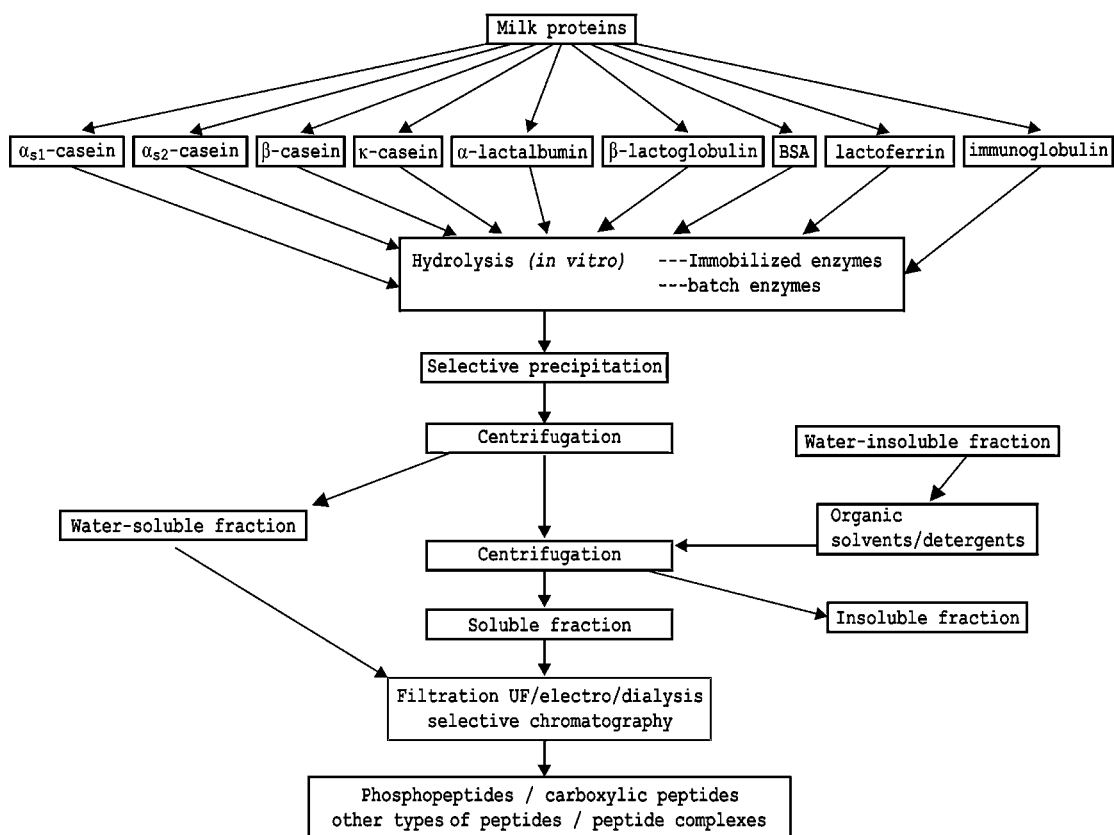 Milk proteins
αs1-casein
αs2-casein
β-casein
κ-casein
α-lactalbumin
β-lactoglobulin
BSA
lactoferrin
immunoglobulin
Hydrolysis (in vitro) ---Immobilized enzymes
---batch enzymes
Selective precipitation
Centrifugation
Water-insoluble fraction
Water-soluble fraction
Organic
solvents/detergents
Centrifugation
Insoluble fraction
Soluble fraction
Filtration UF/electro/dialysis
selective chromatography
Phosphopeptides / carboxylic peptides
other types of peptides / peptide complexes